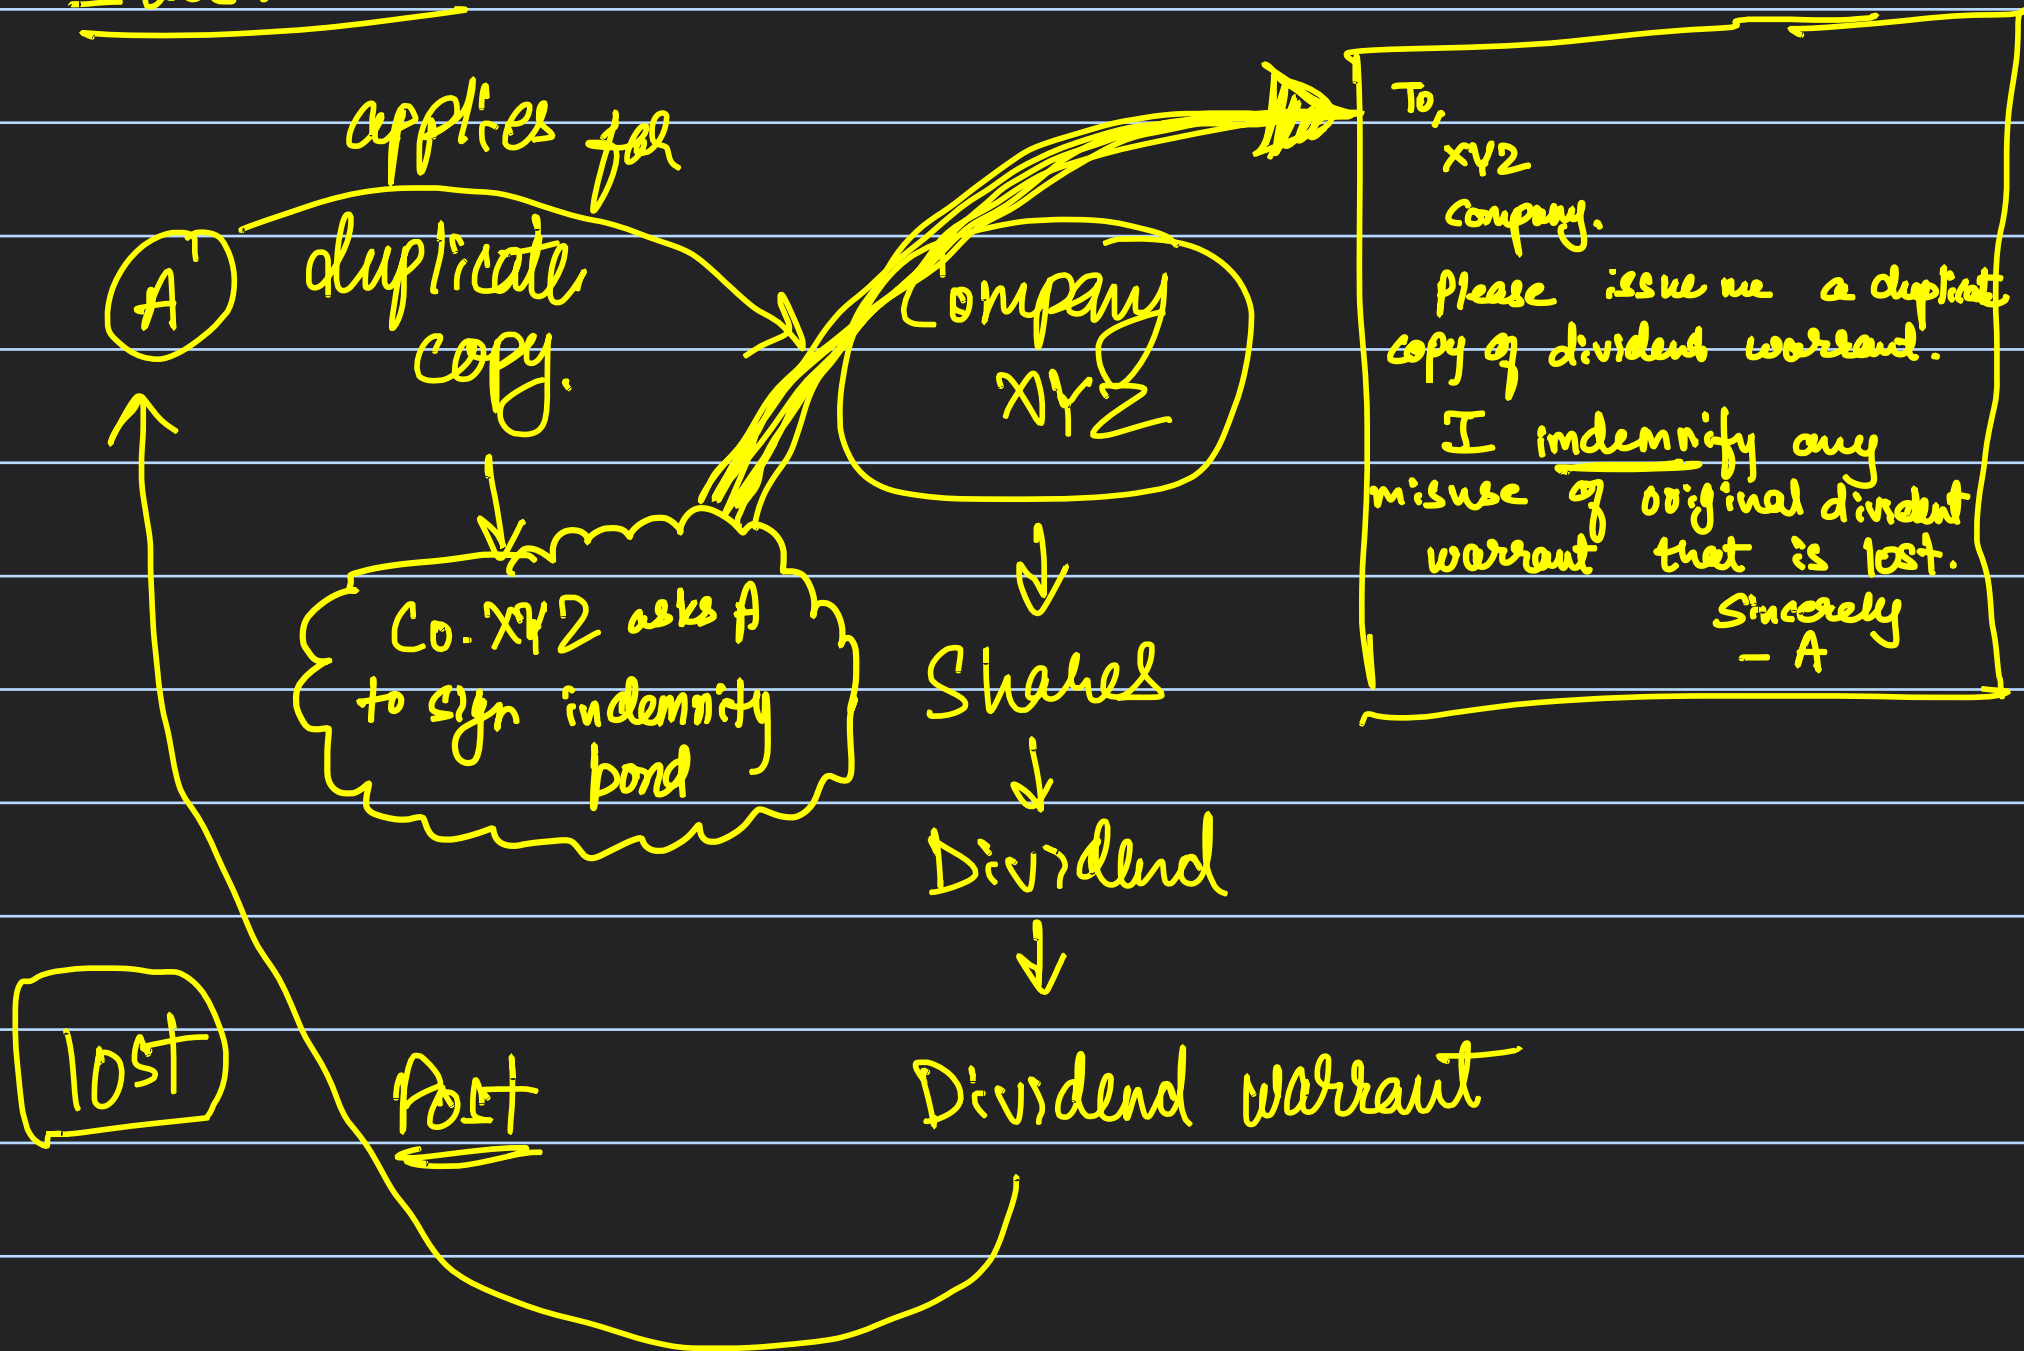 applies for
duplicate
copy.
A
Company
XYZ
Co. XYZ asks A
to sign indemnity
bond
Shares
Dividend
Dividend warrant
Post
lost
To,
XYZ
Company.
Please issue me a duplicate
copy of divident warrant.
I indemnify any
misuse of original divident
warrant that is lost.
Sincerely
- A